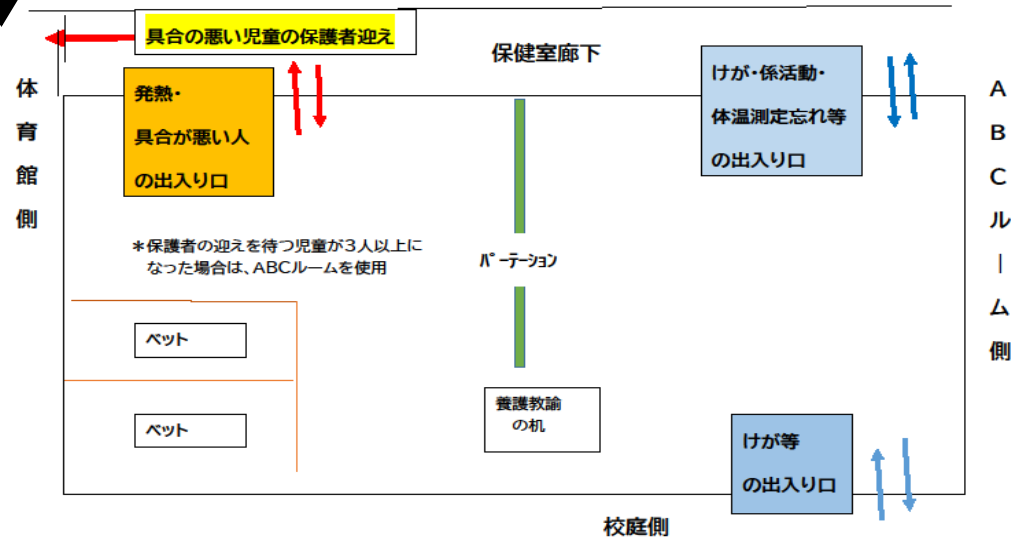 具合の悪い児童の保護者迎え
保健室廊下
発熱・
具合が悪い人
の出入り口
けが・係活動・
体温測定忘れ等
の出入り口
体育館側
ABCルーム側
＊保護者の迎えを待つ児童が３人以上に
なった場合は、ABCルームを使用
パーテーション
ベット
ベット
養護教諭
の机
けが等
の出入り口
校庭側